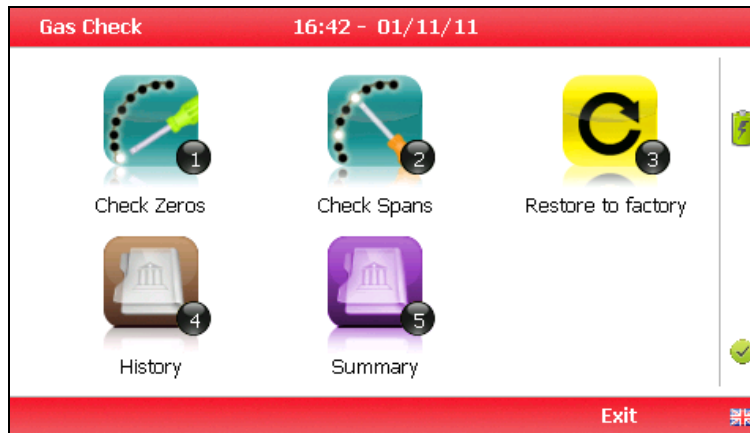 Gas Check 16:42 - 01/11/11
1 2 3
Check Zeros Check Spans Restore to factory
4 5
History Summary
Exit